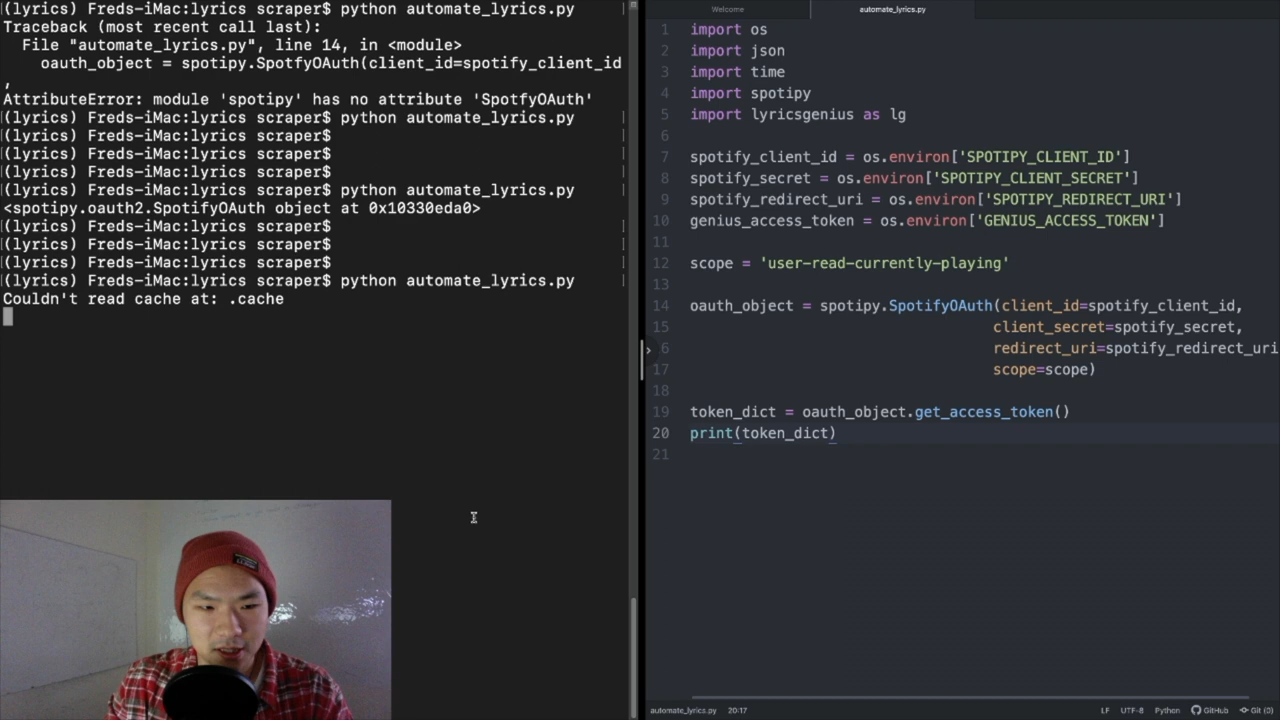 (lyrics) Freds-iMac:lyrics scraper$ python automate_lyrics.py
Traceback (most recent call last):
File "automate_lyrics.py", line 14, in <module>
oauth_object = spotipy.SpotfyOAuth(client_id=spotify_client_id
,
AttributeError: module 'spotipy' has no attribute 'SpotfyOAuth'
(lyrics) Freds-iMac:lyrics scraper$ python automate_lyrics.py
(lyrics) Freds-iMac:lyrics scraper$
(lyrics) Freds-iMac:lyrics scraper$
(lyrics) Freds-iMac:lyrics scraper$
(lyrics) Freds-iMac:lyrics scraper$ python automate_lyrics.py
<spotipy.oauth2.SpotifyOAuth object at 0x10330eda0>
(lyrics) Freds-iMac:lyrics scraper$
(lyrics) Freds-iMac:lyrics scraper$
(lyrics) Freds-iMac:lyrics scraper$
(lyrics) Freds-iMac:lyrics scraper$ python automate_lyrics.py
Couldn't read cache at: .cache
Welcome
automate_lyrics.py
1 import os
2 import json
3 import time
4 import spotipy
5 import lyricsgenius as lg
6
7 spotify_client_id = os.environ['SPOTIPY_CLIENT_ID']
8 spotify_secret = os.environ['SPOTIPY_CLIENT_SECRET']
9 spotify_redirect_uri = os.environ['SPOTIPY_REDIRECT_URI']
10 genius_access_token = os.environ['GENIUS_ACCESS_TOKEN']
11
12 scope = 'user-read-currently-playing'
13
14 oauth_object = spotipy.SpotifyOAuth(client_id=spotify_client_id,
15 client_secret=spotify_secret,
6 redirect_uri=spotify_redirect_uri
17 scope=scope)
18
19 token_dict = oauth_object.get_access_token()
20 print(token_dict)
21
automate_lyrics.py 20:17 LF UTF-8 Python GitHub Git (0)